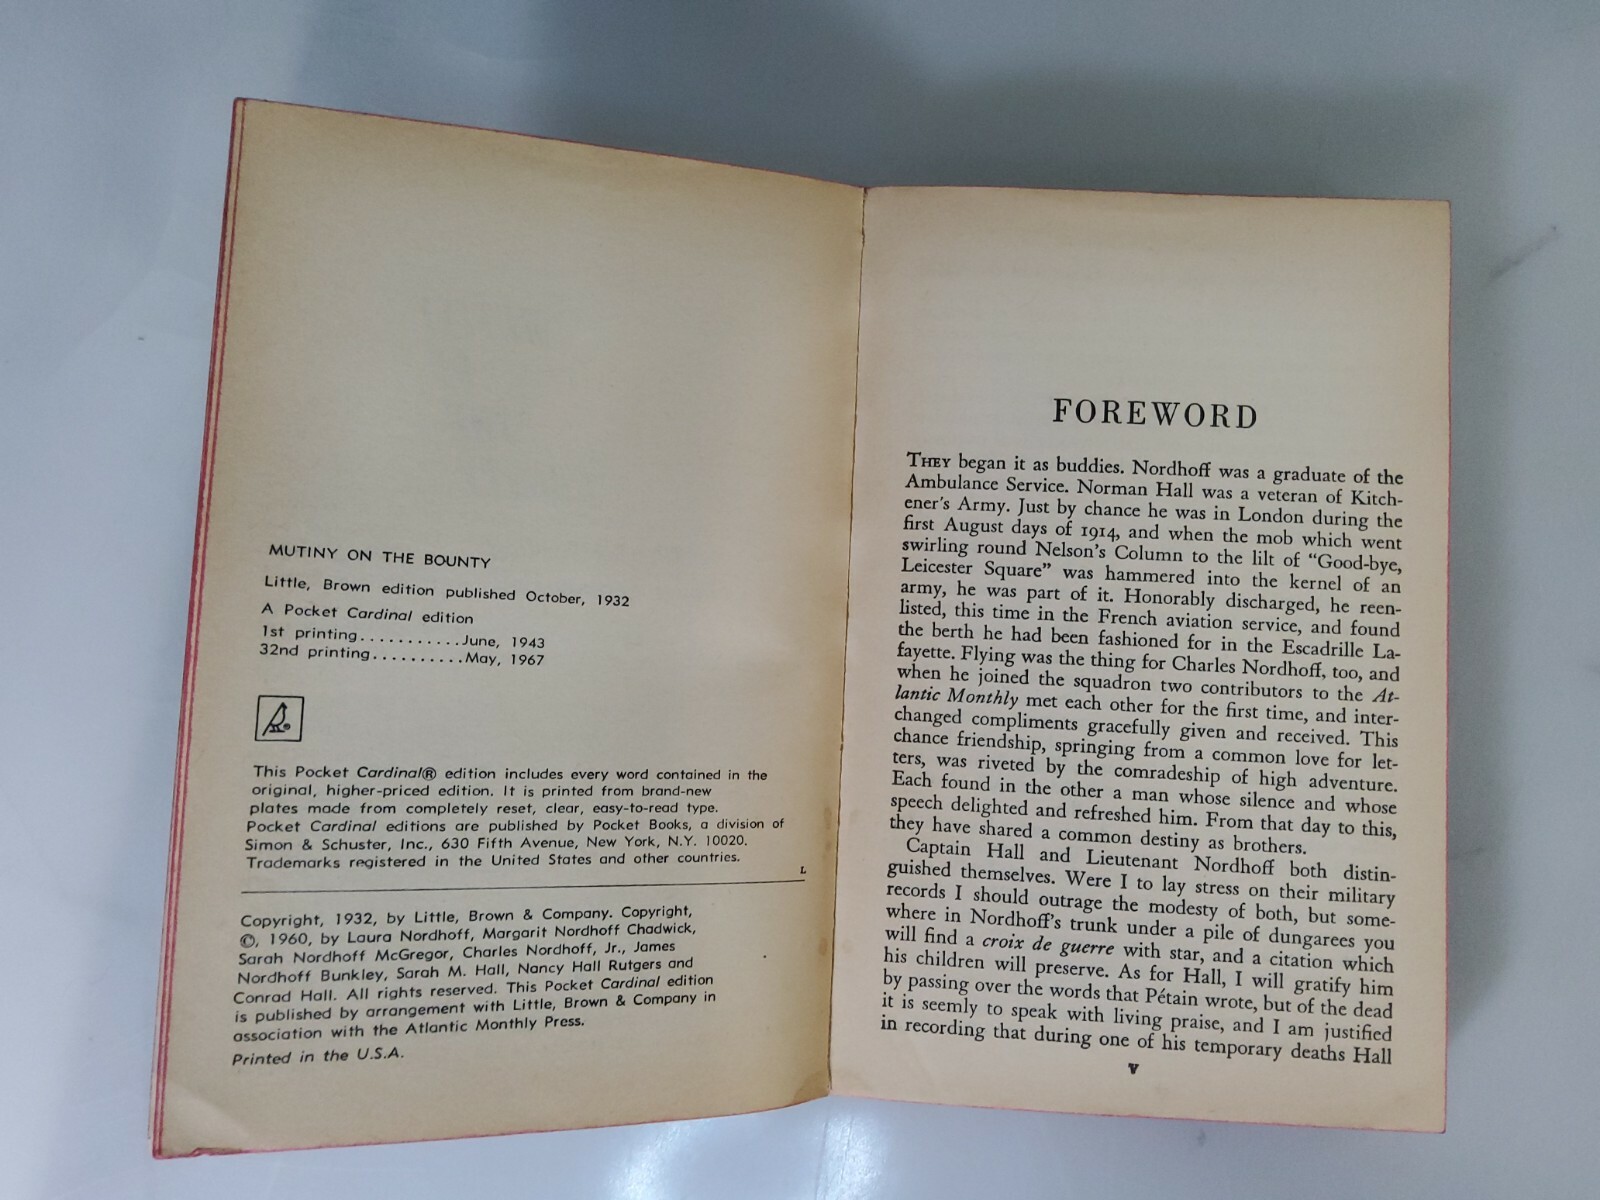 MUTINY ON THE BOUNTY
Little, Brown edition published October, 1932
A Pocket Cardinal edition
1st printing...........June, 1943
32nd printing..........May, 1967
This Pocket Cardinal® edition includes every word contained in the
original, higher-priced edition. It is printed from brand-new
plates made from completely reset, clear, easy-to-read type.
Pocket Cardinal editions are published by Pocket Books, a division of
Simon & Schuster, Inc., 630 Fifth Avenue, New York, N.Y. 10020.
Trademarks registered in the United States and other countries.
L
Copyright, 1932, by Little, Brown & Company. Copyright,
©, 1960, by Laura Nordhoff, Margarit Nordhoff Chadwick,
Sarah Nordhoff McGregor, Charles Nordhoff, Jr., James
Nordhoff Bunkley, Sarah M. Hall, Nancy Hall Rutgers and
Conrad Hall. All rights reserved. This Pocket Cardinal edition
is published by arrangement with Little, Brown & Company in
association with the Atlantic Monthly Press.
Printed in the U.S.A.
FOREWORD
THEY began it as buddies. Nordhoff was a graduate of the
Ambulance Service. Norman Hall was a veteran of Kitch-
ener's Army. Just by chance he was in London during the
first August days of 1914, and when the mob which went
swirling round Nelson's Column to the lilt of "Good-bye,
Leicester Square" was hammered into the kernel of an
army, he was part of it. Honorably discharged, he reen-
listed, this time in the French aviation service, and found
the berth he had been fashioned for in the Escadrille La-
fayette. Flying was the thing for Charles Nordhoff, too, and
when he joined the squadron two contributors to the At-
lantic Monthly met each other for the first time, and inter-
changed compliments gracefully given and received. This
chance friendship, springing from a common love for let-
ters, was riveted by the comradeship of high adventure.
Each found in the other a man whose silence and whose
speech delighted and refreshed him. From that day to this,
they have shared a common destiny as brothers.
Captain Hall and Lieutenant Nordhoff both distin-
guished themselves. Were I to lay stress on their military
records I should outrage the modesty of both, but some-
where in Nordhoff's trunk under a pile of dungarees you
will find a croix de guerre with star, and a citation which
his children will preserve. As for Hall, I will gratify him
by passing over the words that Pétain wrote, but of the dead
it is seemly to speak with living praise, and I am justified
in recording that during one of his temporary deaths Hall
v